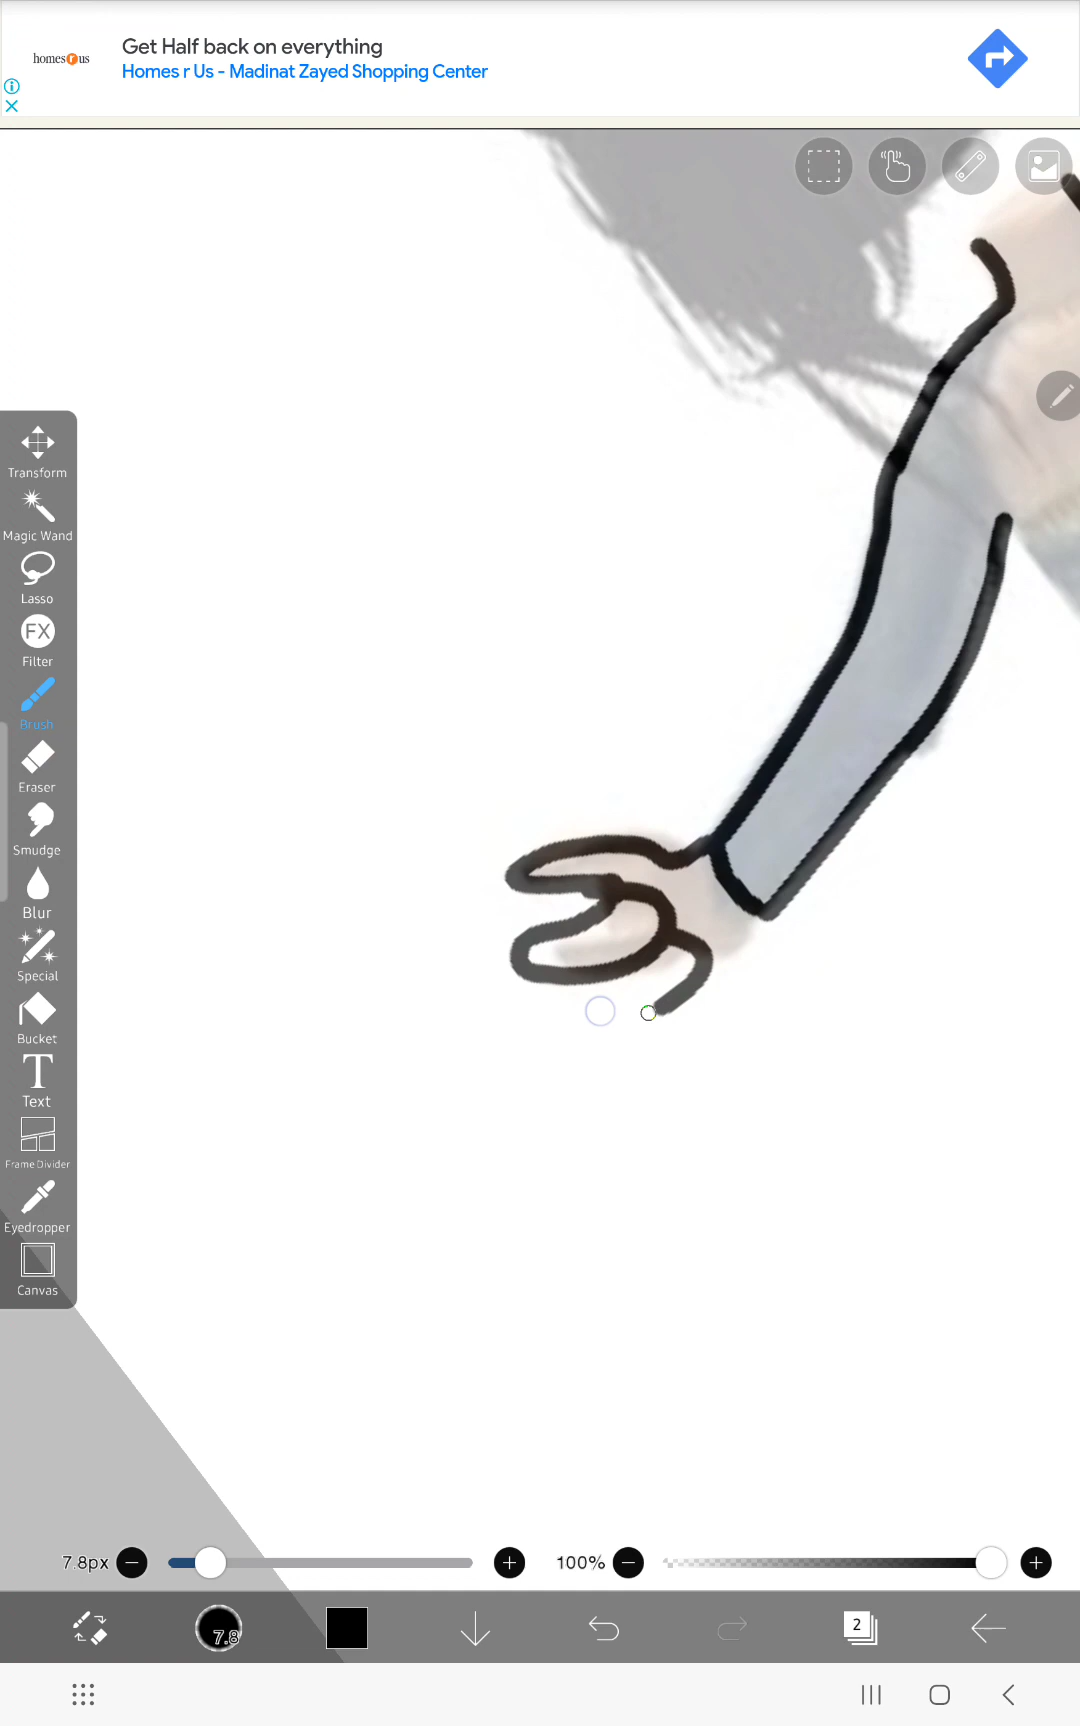 homes r us
Get Half back on everything
Homes r Us - Madinat Zayed Shopping Center
Transform
Magic Wand
Lasso
FX
Filter
Brush
Eraser
Smudge
Blur
Special
Bucket
T
Text
Frame Divider
Eyedropper
Canvas
7.8px
100%
7.8
2